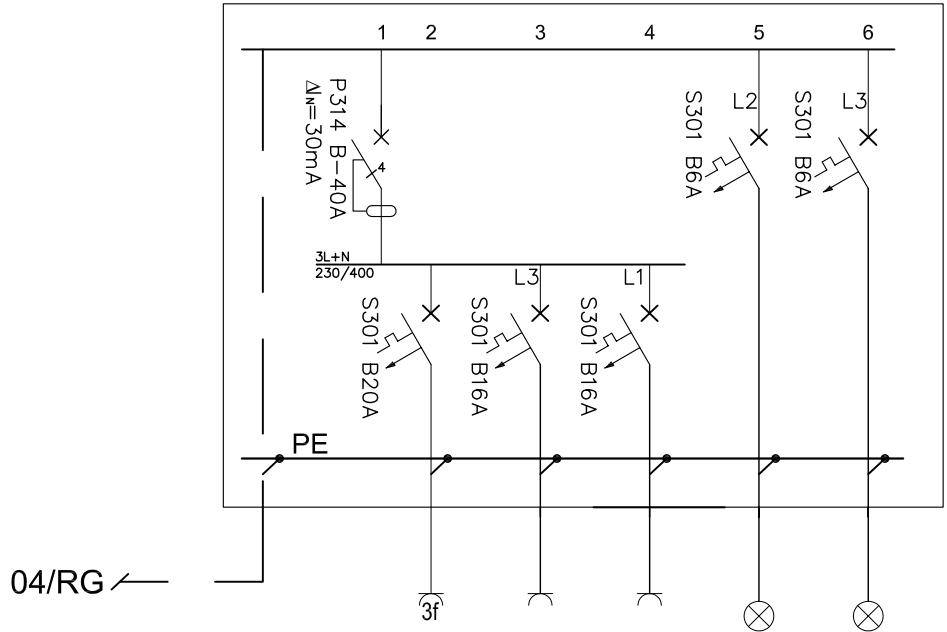 1 2 3 4 5 6
P314 B-40A
ΔIN=30mA
4
L2
S301 B6A
L3
S301 B6A
3L+N
230/400
S301 B20A
L3
S301 B16A
L1
S301 B16A
PE
04/RG
3f